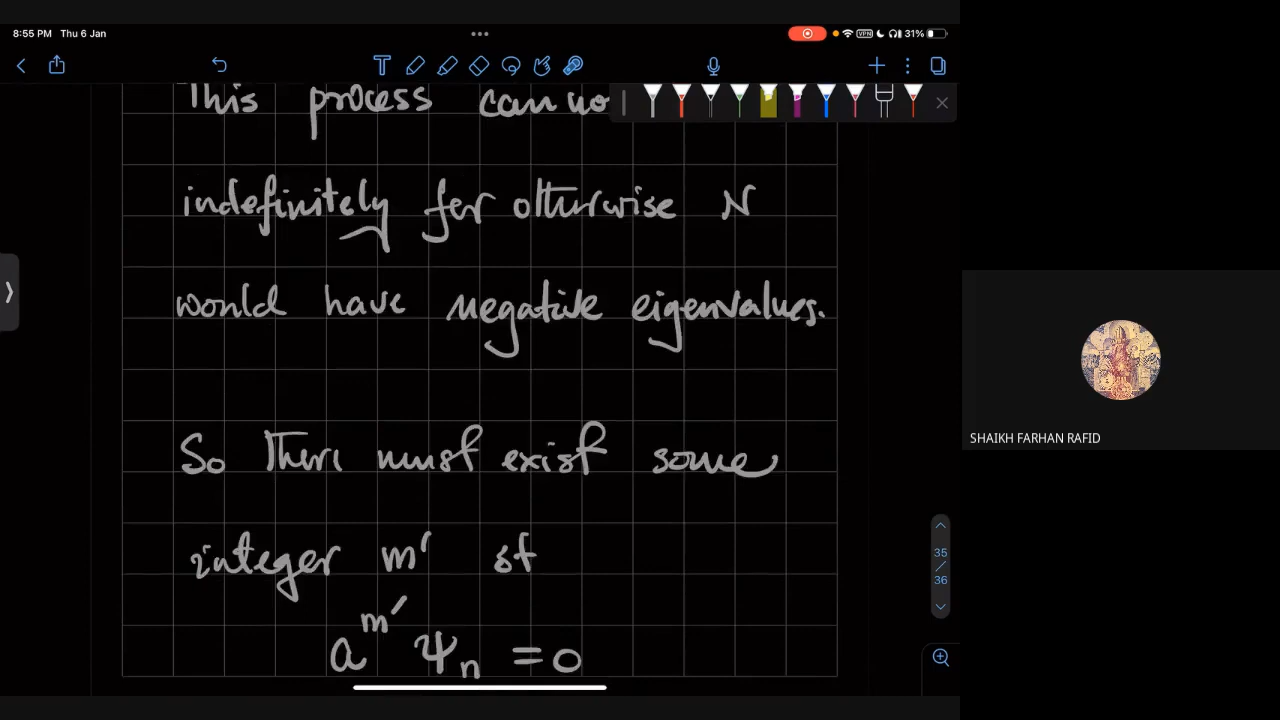 8:55 PM Thu 6 Jan
VPN
31%
This process can no
indefinitely for otherwise N
would have negative eigenvalues.
So there must exist some
integer m' st
a^m' Ψn = 0
35
/
36
SHAIKH FARHAN RAFID